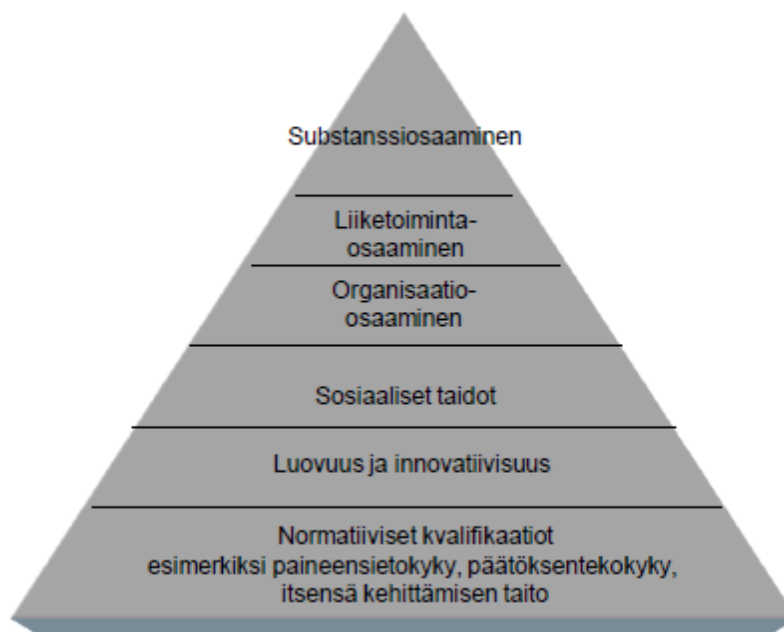 Substanssiosaaminen
Liiketoiminta-
osaaminen
Organisaatio-
osaaminen
Sosiaaliset taidot
Luovuus ja innovatiivisuus
Normatiiviset kvalifikaatiot
esimerkiksi paineensietokyky, päätöksentekokyky,
itsensä kehittämisen taito